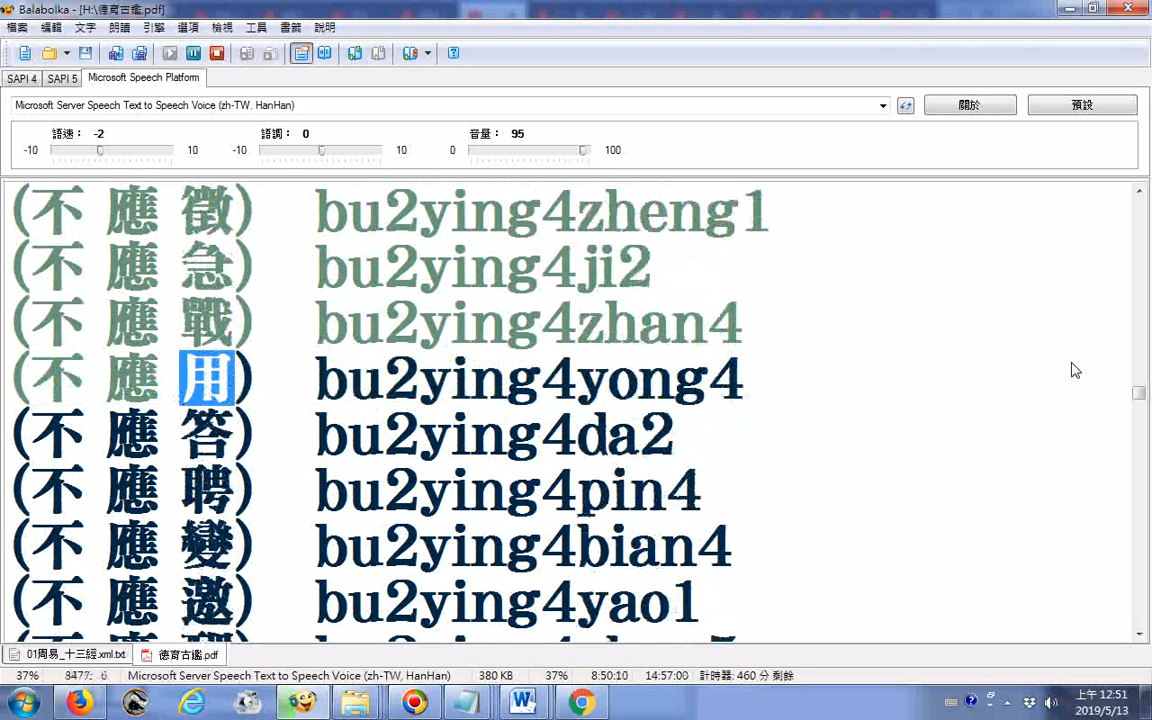 Balabolka - [H:\德育古鑑.pdf]
檔案 編輯 文字 朗讀 引擎 選項 檢視 工具 書籤 說明
SAPI 4 SAPI 5 Microsoft Speech Platform
Microsoft Server Speech Text to Speech Voice (zh-TW, HanHan) 關於 預設
語速： -2 語調： 0 音量： 95
-10 10 -10 10 0 100
(不 應 徵) bu2ying4zheng1
(不 應 急) bu2ying4ji2
(不 應 戰) bu2ying4zhan4
(不 應 用) bu2ying4yong4
(不 應 答) bu2ying4da2
(不 應 聘) bu2ying4pin4
(不 應 變) bu2ying4bian4
(不 應 邀) bu2ying4yao1
01周易_十三經.xml.txt 德育古鑑.pdf
37% Microsoft Server Speech Text to Speech Voice (zh-TW, HanHan) 380 KB 37% 8:50:10 14:57:00 計時器: 460 分 剩餘
上午 12:51
2019/5/13